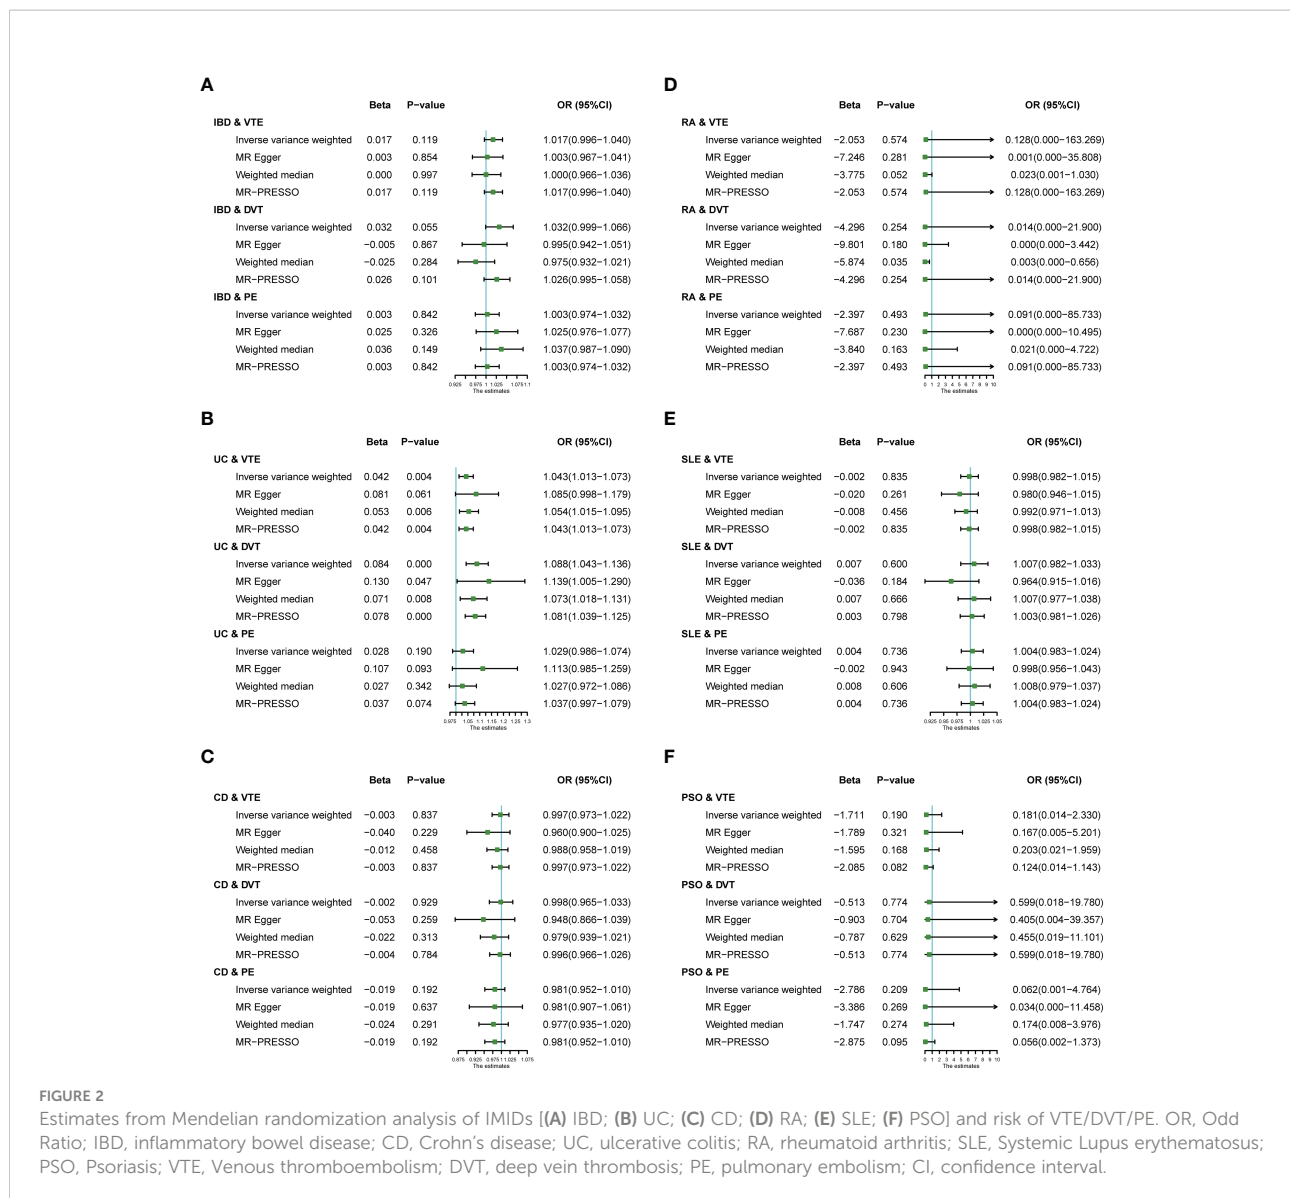 A
Beta P-value OR (95%CI)
IBD & VTE
Inverse variance weighted 0.017 0.119 1.017(0.996−1.040)
MR Egger 0.003 0.854 1.003(0.967−1.041)
Weighted median 0.000 0.997 1.000(0.966−1.036)
MR−PRESSO 0.017 0.119 1.017(0.996−1.040)
IBD & DVT
Inverse variance weighted 0.032 0.055 1.032(0.999−1.066)
MR Egger −0.005 0.867 0.995(0.942−1.051)
Weighted median −0.025 0.284 0.975(0.932−1.021)
MR−PRESSO 0.026 0.101 1.026(0.995−1.058)
IBD & PE
Inverse variance weighted 0.003 0.842 1.003(0.974−1.032)
MR Egger 0.025 0.326 1.025(0.976−1.077)
Weighted median 0.036 0.149 1.037(0.987−1.090)
MR−PRESSO 0.003 0.842 1.003(0.974−1.032)
0.925 0.975 1 1.025 1.075 1.1
The estimates
B
Beta P-value OR (95%CI)
UC & VTE
Inverse variance weighted 0.042 0.004 1.043(1.013−1.073)
MR Egger 0.081 0.061 1.085(0.998−1.179)
Weighted median 0.053 0.006 1.054(1.015−1.095)
MR−PRESSO 0.042 0.004 1.043(1.013−1.073)
UC & DVT
Inverse variance weighted 0.084 0.000 1.088(1.043−1.136)
MR Egger 0.130 0.047 1.139(1.005−1.290)
Weighted median 0.071 0.008 1.073(1.018−1.131)
MR−PRESSO 0.078 0.000 1.081(1.039−1.125)
UC & PE
Inverse variance weighted 0.028 0.190 1.029(0.986−1.074)
MR Egger 0.107 0.093 1.113(0.985−1.259)
Weighted median 0.027 0.342 1.027(0.972−1.086)
MR−PRESSO 0.037 0.074 1.037(0.997−1.079)
0.975 1.05 1.1 1.15 1.2 1.25 1.3
The estimates
C
Beta P-value OR (95%CI)
CD & VTE
Inverse variance weighted −0.003 0.837 0.997(0.973−1.022)
MR Egger −0.040 0.229 0.960(0.900−1.025)
Weighted median −0.012 0.458 0.988(0.958−1.019)
MR−PRESSO −0.003 0.837 0.997(0.973−1.022)
CD & DVT
Inverse variance weighted −0.002 0.929 0.998(0.965−1.033)
MR Egger −0.053 0.259 0.948(0.866−1.039)
Weighted median −0.022 0.313 0.979(0.939−1.021)
MR−PRESSO −0.004 0.784 0.996(0.966−1.026)
CD & PE
Inverse variance weighted −0.019 0.192 0.981(0.952−1.010)
MR Egger −0.019 0.637 0.981(0.907−1.061)
Weighted median −0.024 0.291 0.977(0.935−1.020)
MR−PRESSO −0.019 0.192 0.981(0.952−1.010)
0.875 0.925 0.975 1 1.025 1.075
The estimates
D
Beta P-value OR (95%CI)
RA & VTE
Inverse variance weighted −2.053 0.574 0.128(0.000−163.269)
MR Egger −7.246 0.281 0.001(0.000−35.808)
Weighted median −3.775 0.052 0.023(0.001−1.030)
MR−PRESSO −2.053 0.574 0.128(0.000−163.269)
RA & DVT
Inverse variance weighted −4.296 0.254 0.014(0.000−21.900)
MR Egger −9.801 0.180 0.000(0.000−3.442)
Weighted median −5.874 0.035 0.003(0.000−0.656)
MR−PRESSO −4.296 0.254 0.014(0.000−21.900)
RA & PE
Inverse variance weighted −2.397 0.493 0.091(0.000−85.733)
MR Egger −7.687 0.230 0.000(0.000−10.495)
Weighted median −3.840 0.163 0.021(0.000−4.722)
MR−PRESSO −2.397 0.493 0.091(0.000−85.733)
0 1 2 3 4 5 6 7 8 9 10
The estimates
E
Beta P-value OR (95%CI)
SLE & VTE
Inverse variance weighted −0.002 0.835 0.998(0.982−1.015)
MR Egger −0.020 0.261 0.980(0.946−1.015)
Weighted median −0.008 0.456 0.992(0.971−1.013)
MR−PRESSO −0.002 0.835 0.998(0.982−1.015)
SLE & DVT
Inverse variance weighted 0.007 0.600 1.007(0.982−1.033)
MR Egger −0.036 0.184 0.964(0.915−1.016)
Weighted median 0.007 0.666 1.007(0.977−1.038)
MR−PRESSO 0.003 0.798 1.003(0.981−1.026)
SLE & PE
Inverse variance weighted 0.004 0.736 1.004(0.983−1.024)
MR Egger −0.002 0.943 0.998(0.956−1.043)
Weighted median 0.008 0.606 1.008(0.979−1.037)
MR−PRESSO 0.004 0.736 1.004(0.983−1.024)
0.925 0.95 0.975 1 1.025 1.05
The estimates
F
Beta P-value OR (95%CI)
PSO & VTE
Inverse variance weighted −1.711 0.190 0.181(0.014−2.330)
MR Egger −1.789 0.321 0.167(0.005−5.201)
Weighted median −1.595 0.168 0.203(0.021−1.959)
MR−PRESSO −2.085 0.082 0.124(0.014−1.143)
PSO & DVT
Inverse variance weighted −0.513 0.774 0.599(0.018−19.780)
MR Egger −0.903 0.704 0.405(0.004−39.357)
Weighted median −0.787 0.629 0.455(0.019−11.101)
MR−PRESSO −0.513 0.774 0.599(0.018−19.780)
PSO & PE
Inverse variance weighted −2.786 0.209 0.062(0.001−4.764)
MR Egger −3.386 0.269 0.034(0.000−11.458)
Weighted median −1.747 0.274 0.174(0.008−3.976)
MR−PRESSO −2.875 0.095 0.056(0.002−1.373)
0 1 2 3 4 5 6 7 8 9 10
The estimates
FIGURE 2
Estimates from Mendelian randomization analysis of IMIDs [(A) IBD; (B) UC; (C) CD; (D) RA; (E) SLE; (F) PSO] and risk of VTE/DVT/PE. OR, Odd
Ratio; IBD, inflammatory bowel disease; CD, Crohn's disease; UC, ulcerative colitis; RA, rheumatoid arthritis; SLE, Systemic Lupus erythematosus;
PSO, Psoriasis; VTE, Venous thromboembolism; DVT, deep vein thrombosis; PE, pulmonary embolism; CI, confidence interval.